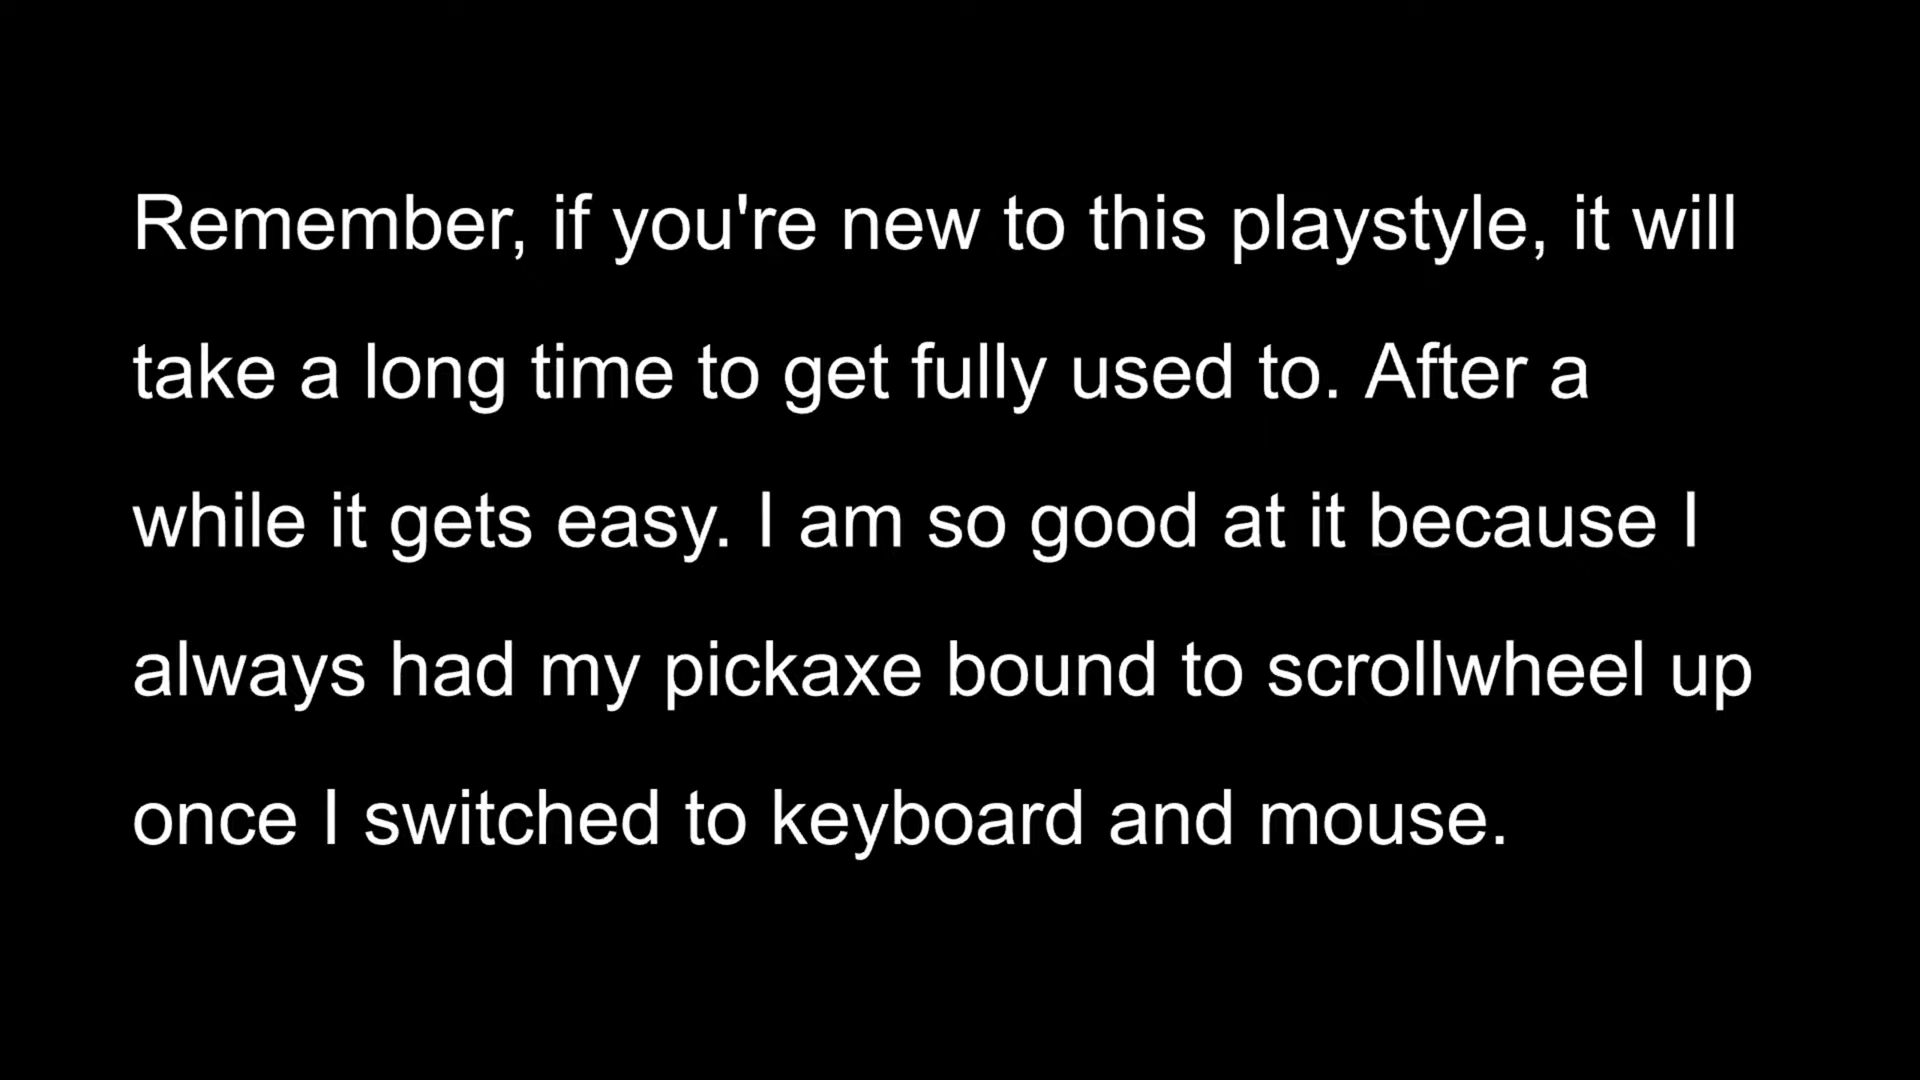 Remember, if you're new to this playstyle, it will
take a long time to get fully used to. After a
while it gets easy. I am so good at it because I
always had my pickaxe bound to scrollwheel up
once I switched to keyboard and mouse.